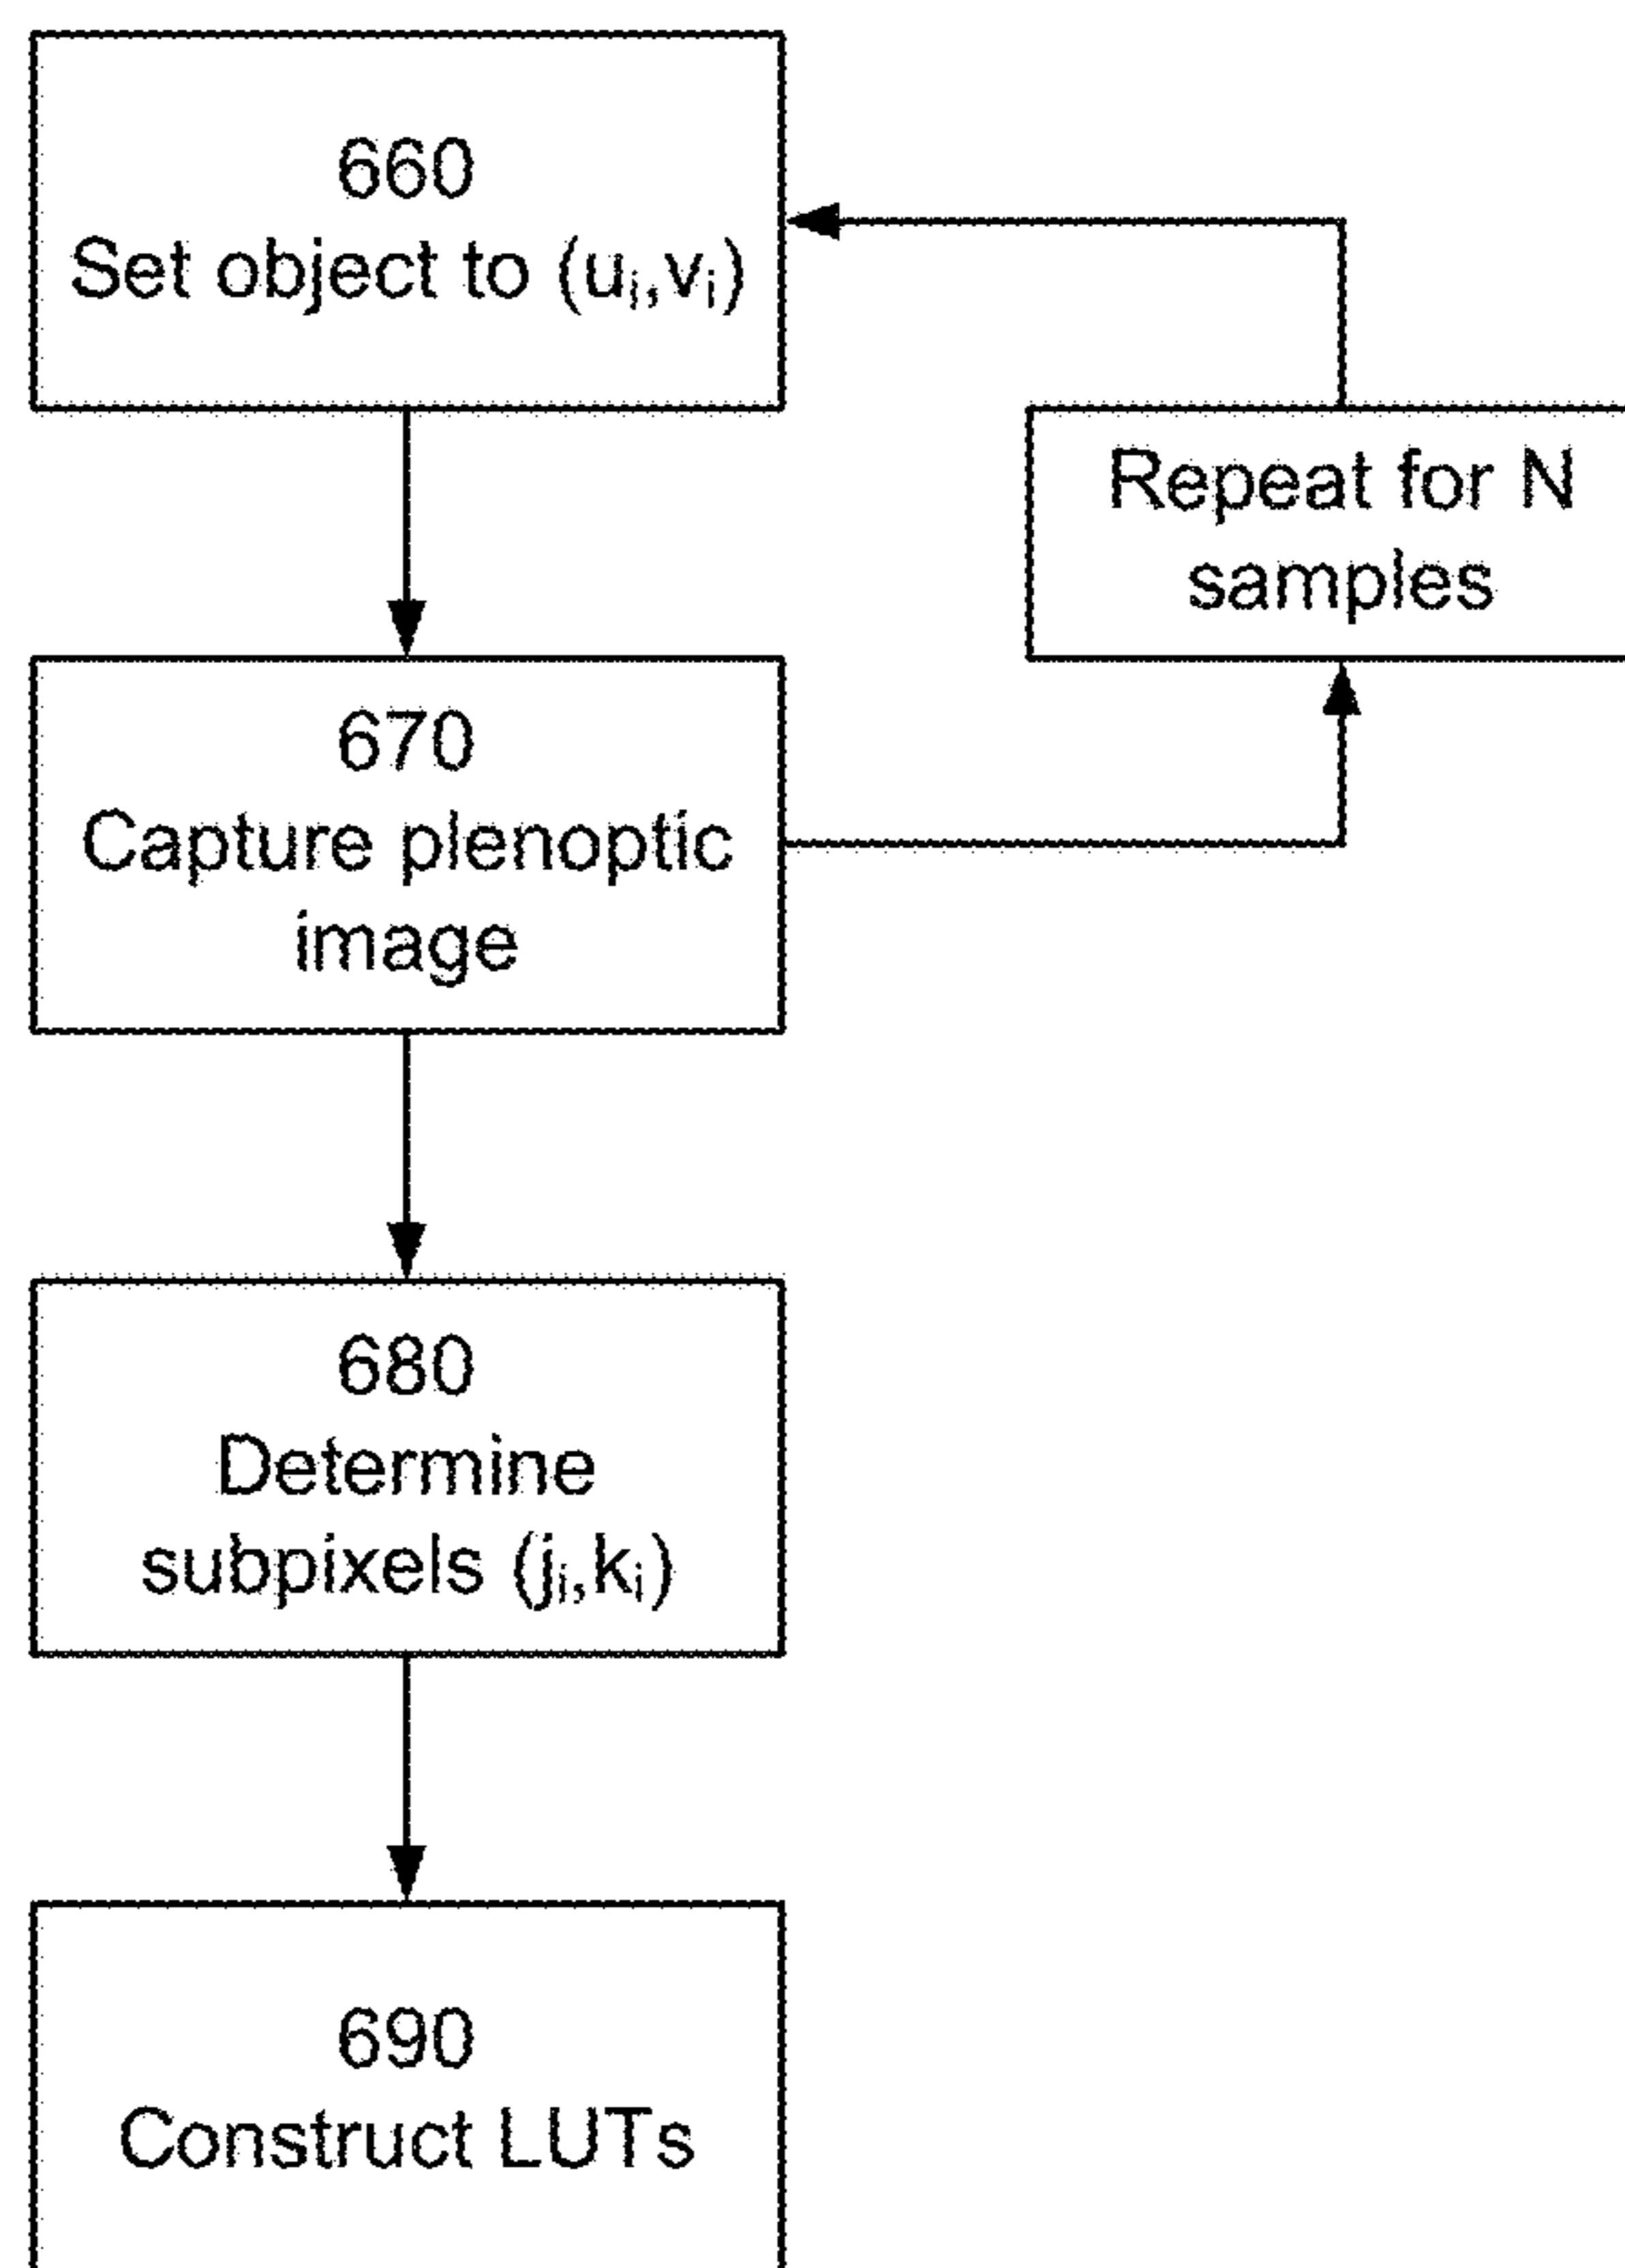 660
Set object to (uᵢ,vᵢ)
Repeat for N
samples
670
Capture plenoptic
image
680
Determine
subpixels (jᵢ,kᵢ)
690
Construct LUTs